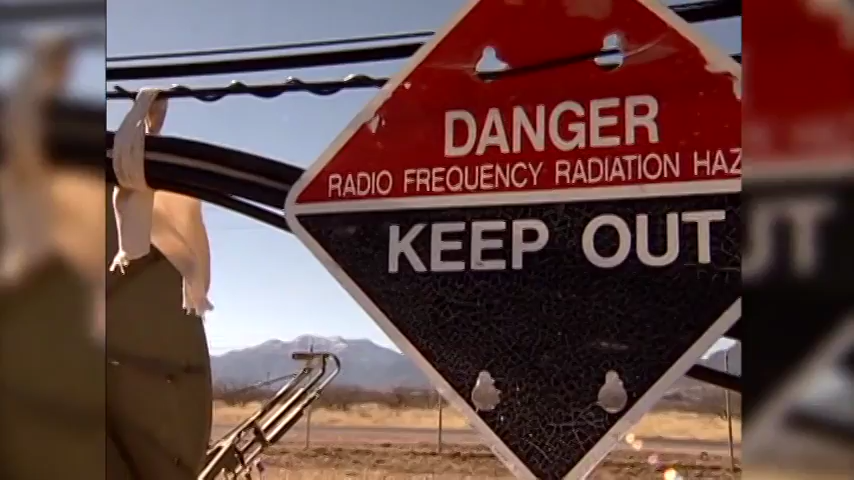 DANGER
RADIO FREQUENCY RADIATION HAZ
KEEP OUT